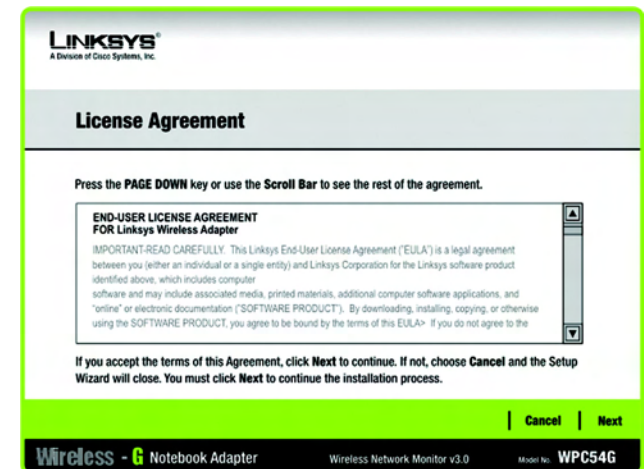 LINKSYS®
A Division of Cisco Systems, Inc.
License Agreement
Press the PAGE DOWN key or use the Scroll Bar to see the rest of the agreement.
END-USER LICENSE AGREEMENT
FOR Linksys Wireless Adapter
IMPORTANT-READ CAREFULLY. This Linksys End-User License Agreement ("EULA") is a legal agreement
between you (either an individual or a single entity) and Linksys Corporation for the Linksys software product
identified above, which includes computer
software and may include associated media, printed materials, additional computer software applications, and
"online" or electronic documentation ("SOFTWARE PRODUCT"). By downloading, installing, copying, or otherwise
using the SOFTWARE PRODUCT, you agree to be bound by the terms of this EULA> If you do not agree to the
If you accept the terms of this Agreement, click Next to continue. If not, choose Cancel and the Setup
Wizard will close. You must click Next to continue the installation process.
Cancel Next
Wireless - G Notebook Adapter Wireless Network Monitor v3.0 Model No. WPC54G